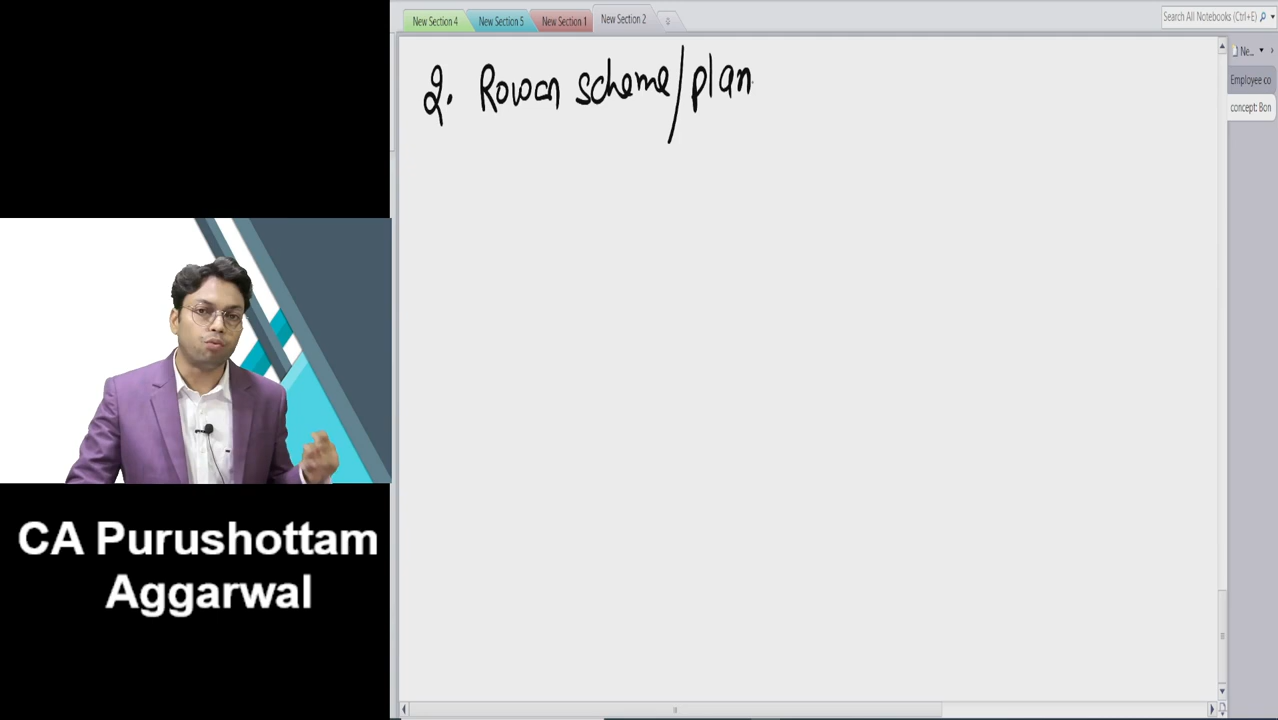 New Section 4
New Section 5
New Section 1
New Section 2
Search All Notebooks (Ctrl+E)
Ne...
Employee co
concept: Bon
2. Rowan scheme/plan
CA Purushottam
Aggarwal